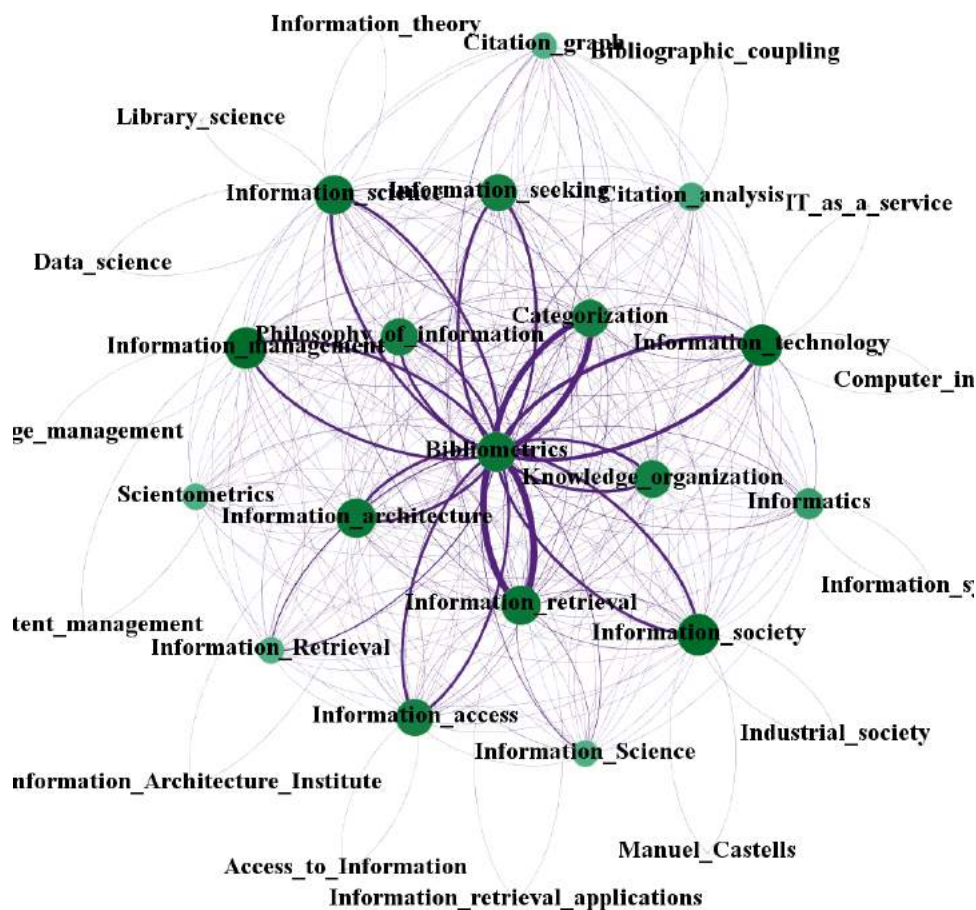 Information_theory
Citation_graph
Bibliographic_coupling
Library_science
Information_science
Information_seeking
Citation_analysis
IT_as_a_service
Data_science
Categorization
Philosophy_of_information
Information_management
Information_technology
Computer_in
ge_management
Bibliometrics
Knowledge_organization
Scientometrics
Informatics
Information_architecture
Information_sy
Information_retrieval
tent_management
Information_society
Information_Retrieval
Information_access
Industrial_society
Information_Science
nformation_Architecture_Institute
Manuel_Castells
Access_to_Information
Information_retrieval_applications